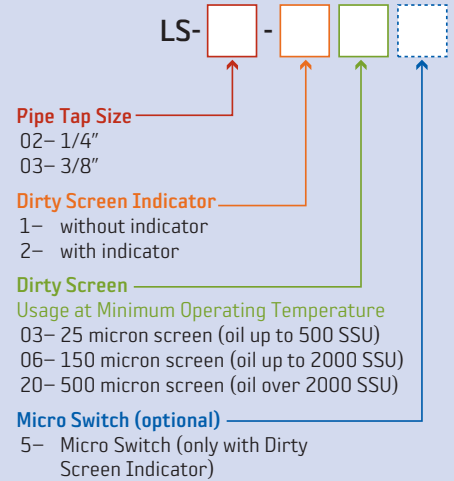 LS- -
Pipe Tap Size
02– 1/4"
03– 3/8"
Dirty Screen Indicator
1– without indicator
2– with indicator
Dirty Screen
Usage at Minimum Operating Temperature
03– 25 micron screen (oil up to 500 SSU)
06– 150 micron screen (oil up to 2000 SSU)
20– 500 micron screen (oil over 2000 SSU)
Micro Switch (optional)
5– Micro Switch (only with Dirty
Screen Indicator)